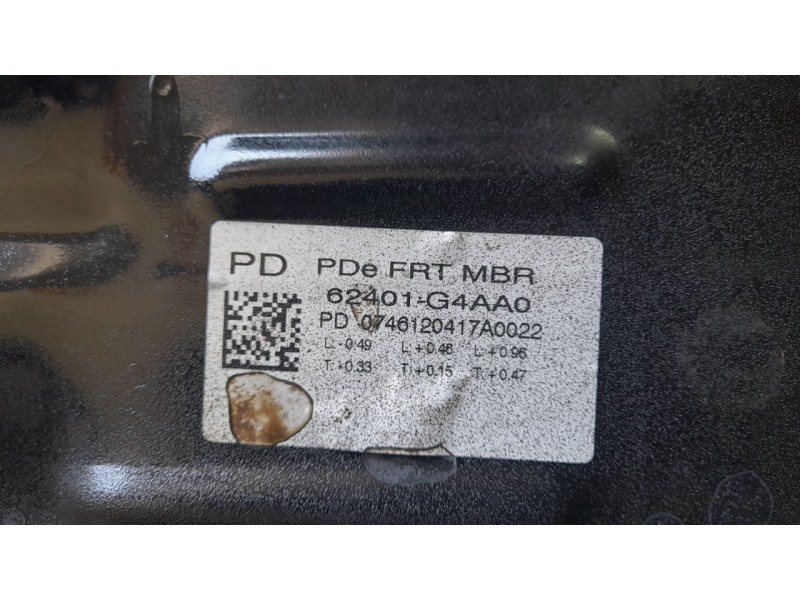 PD PDe FRT MBR
62401-G4AA0
PD 0746120417A0022
L: -0.49 L: +0.46 L: +0.96
T: +0.33 T: +0.15 T: +0.47